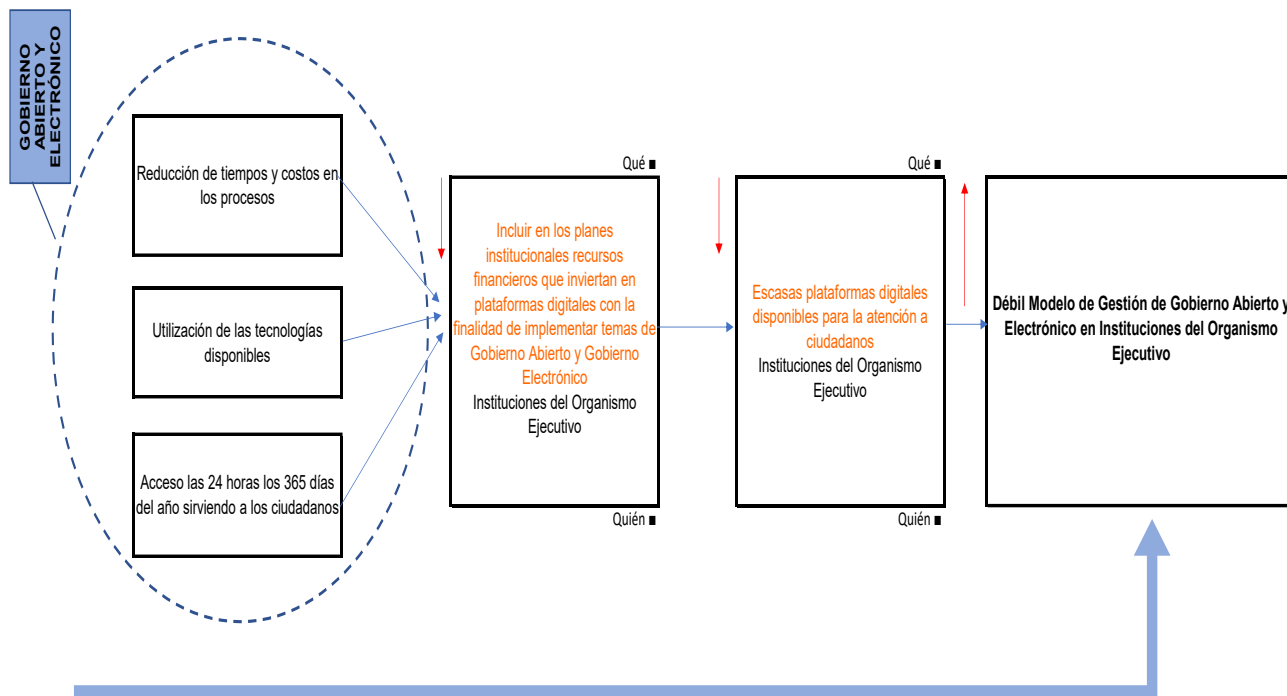 GOBIERNO
ABIERTO Y
ELECTRÓNICO
Reducción de tiempos y costos en
los procesos
Utilización de las tecnologías
disponibles
Acceso las 24 horas los 365 días
del año sirviendo a los ciudadanos
Qué
Incluir en los planes
institucionales recursos
financieros que inviertan en
plataformas digitales con la
finalidad de implementar temas de
Gobierno Abierto y Gobierno
Electrónico
Instituciones del Organismo
Ejecutivo
Quién
Qué
Escasas plataformas digitales
disponibles para la atención a
ciudadanos
Instituciones del Organismo
Ejecutivo
Quién
Débil Modelo de Gestión de Gobierno Abierto y
Electrónico en Instituciones del Organismo
Ejecutivo